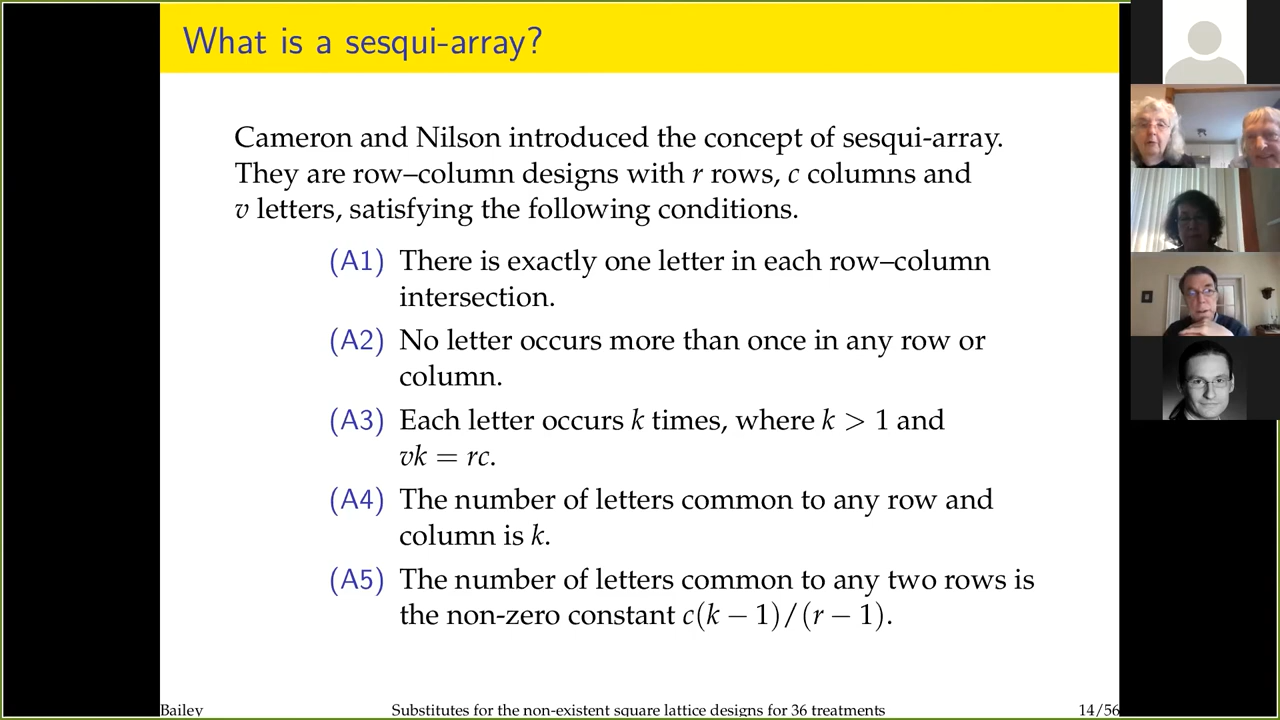 What is a sesqui-array?
Cameron and Nilson introduced the concept of sesqui-array.
They are row–column designs with r rows, c columns and
v letters, satisfying the following conditions.
(A1) There is exactly one letter in each row–column
intersection.
(A2) No letter occurs more than once in any row or
column.
(A3) Each letter occurs k times, where k > 1 and
vk = rc.
(A4) The number of letters common to any row and
column is k.
(A5) The number of letters common to any two rows is
the non-zero constant c(k − 1)/(r − 1).
Bailey Substitutes for the non-existent square lattice designs for 36 treatments 14/56